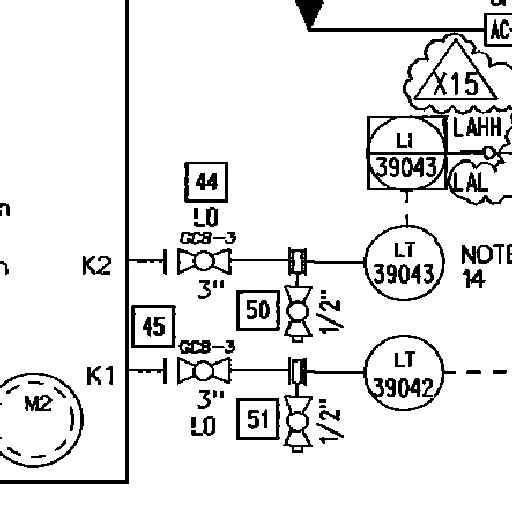 AC-
X15
LAHH
LI
39043
LAL
44
LO
GC8-3
K2
LT
39043
NOTE
14
3"
50
1/2"
45
GC8-3
K1
LT
39042
M2
3"
LO
51
1/2"